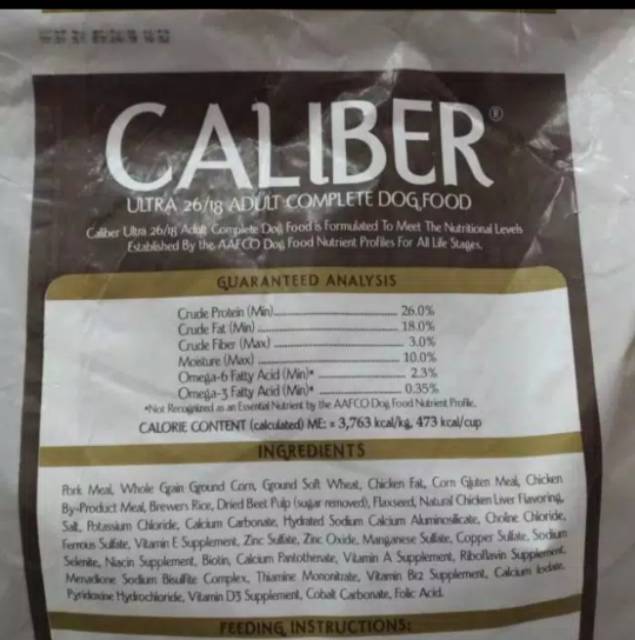 CALIBER®
ULTRA 26/18 ADULT COMPLETE DOG FOOD
Caliber Ultra 26/18 Adult Complete Dog Food is Formulated To Meet The Nutritional Levels
Established By the AAFCO Dog Food Nutrient Profiles For All Life Stages.
GUARANTEED ANALYSIS
Crude Protein (Min)........................ 26.0%
Crude Fat (Min)........................ 18.0%
Crude Fiber (Max)........................ 3.0%
Moisture (Max)........................ 10.0%
Omega-6 Fatty Acid (Min)*................ 2.3%
Omega-3 Fatty Acid (Min)*................ 0.35%
*Not Recognized as an Essential Nutrient by the AAFCO Dog Food Nutrient Profile.
CALORIE CONTENT (calculated) ME: = 3,763 kcal/kg, 473 kcal/cup
INGREDIENTS
Pork Meal, Whole Grain Ground Corn, Ground Soft Wheat, Chicken Fat, Corn Gluten Meal, Chicken
By-Product Meal, Brewers Rice, Dried Beet Pulp (sugar removed), Flaxseed, Natural Chicken Liver Flavoring,
Salt, Potassium Chloride, Calcium Carbonate, Hydrated Sodium Calcium Aluminosilicate, Choline Chloride,
Ferrous Sulfate, Vitamin E Supplement, Zinc Sulfate, Zinc Oxide, Manganese Sulfate, Copper Sulfate, Sodium
Selenite, Niacin Supplement, Biotin, Calcium Pantothenate, Vitamin A Supplement, Riboflavin Supplement,
Menadione Sodium Bisulfite Complex, Thiamine Mononitrate, Vitamin B12 Supplement, Calcium Iodate,
Pyridoxine Hydrochloride, Vitamin D3 Supplement, Cobalt Carbonate, Folic Acid.
FEEDING INSTRUCTIONS: